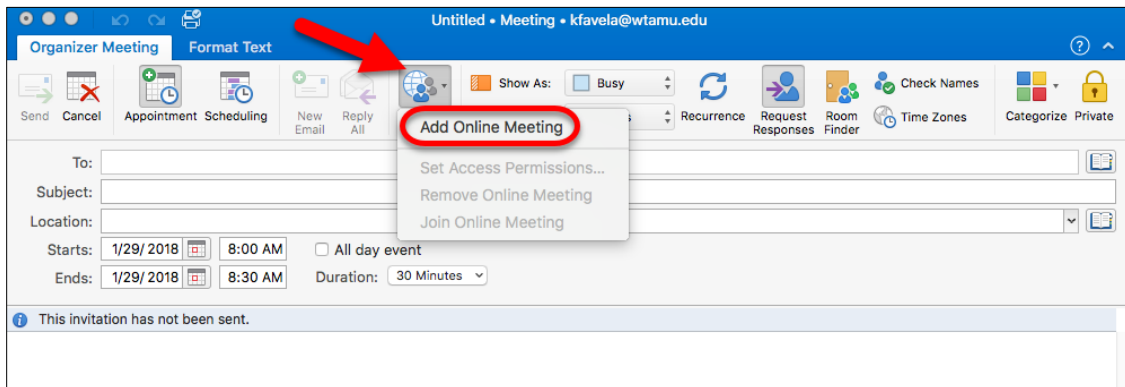 Untitled • Meeting • kfavela@wtamu.edu
Organizer Meeting Format Text
Show As: Busy
Check Names
Send Cancel Appointment Scheduling New Email Reply All Recurrence Request Responses Room Finder Time Zones Categorize Private
Add Online Meeting
Set Access Permissions...
Remove Online Meeting
Join Online Meeting
To:
Subject:
Location:
Starts: 1/29/2018 8:00 AM All day event
Ends: 1/29/2018 8:30 AM Duration: 30 Minutes
This invitation has not been sent.